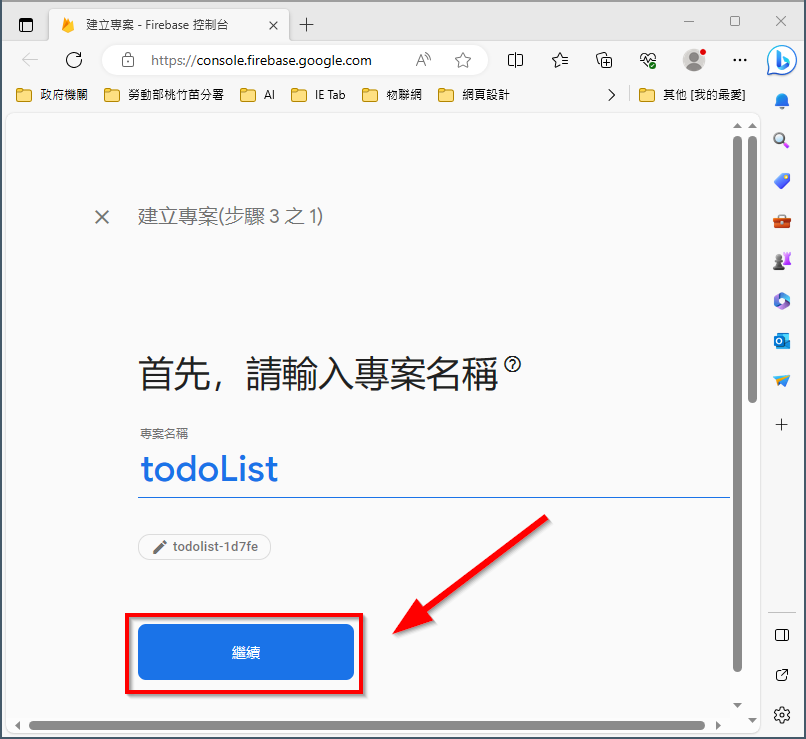 建立專案 - Firebase 控制台
https://console.firebase.google.com
政府機關
勞動部桃竹苗分署
AI
IE Tab
物聯網
網頁設計
其他 [我的最愛]
建立專案(步驟 3 之 1)
首先，請輸入專案名稱
專案名稱
todoList
todolist-1d7fe
繼續